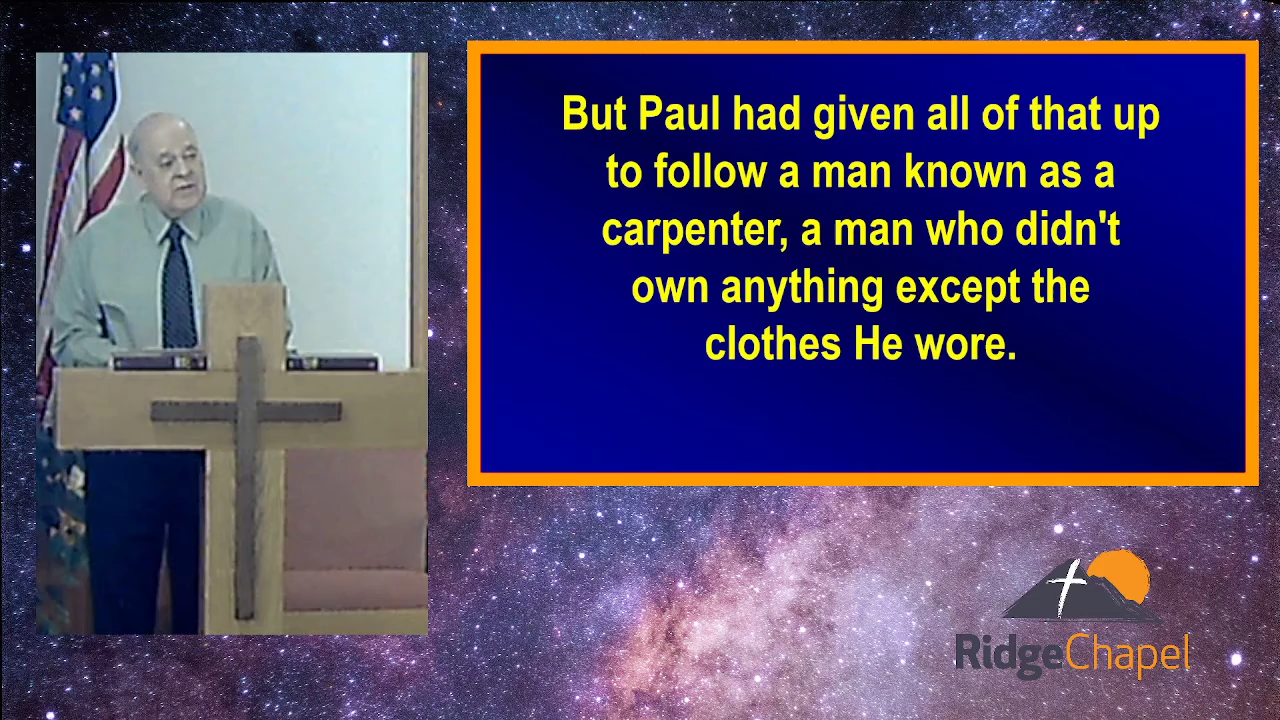 But Paul had given all of that up
to follow a man known as a
carpenter, a man who didn't
own anything except the
clothes He wore.
RidgeChapel